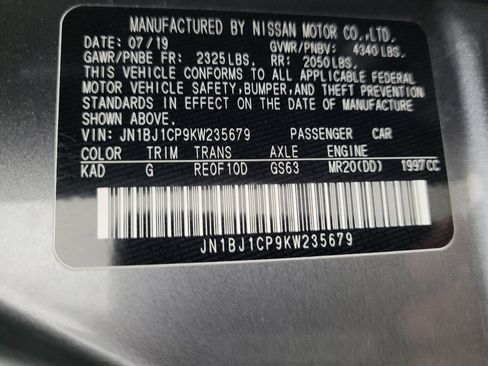 MANUFACTURED BY NISSAN MOTOR CO.,LTD.
DATE: 07/19 GVWR/PNBV: 4340 LBS.
GAWR/PNBE FR: 2325 LBS, RR: 2050 LBS.
THIS VEHICLE CONFORMS TO ALL APPLICABLE FEDERAL
MOTOR VEHICLE SAFETY, BUMPER, AND THEFT PREVENTION
STANDARDS IN EFFECT ON THE DATE OF MANUFACTURE
SHOWN ABOVE.
VIN: JN1BJ1CP9KW235679 PASSENGER CAR
COLOR TRIM TRANS AXLE ENGINE
KAD G RE0F10D GS63 MR20(DD) 1997CC
JN1BJ1CP9KW235679